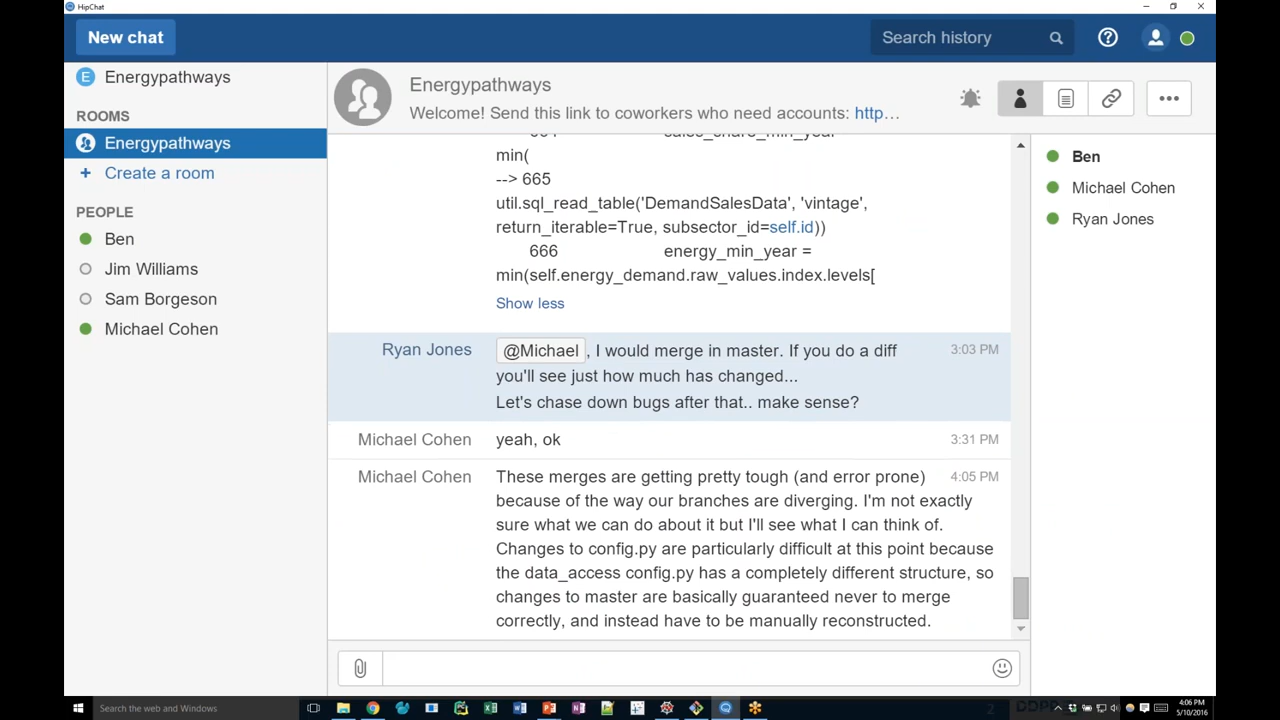 HipChat
New chat
Search history
Energypathways
ROOMS
Energypathways
+ Create a room
PEOPLE
Ben
Jim Williams
Sam Borgeson
Michael Cohen
Energypathways
Welcome! Send this link to coworkers who need accounts: http…
sales_share_min_year
min(
--> 665
util.sql_read_table('DemandSalesData', 'vintage',
return_iterable=True, subsector_id=self.id))
666 energy_min_year =
min(self.energy_demand.raw_values.index.levels[
Show less
Ryan Jones @Michael , I would merge in master. If you do a diff 3:03 PM
you'll see just how much has changed...
Let's chase down bugs after that.. make sense?
Michael Cohen yeah, ok 3:31 PM
Michael Cohen These merges are getting pretty tough (and error prone) 4:05 PM
because of the way our branches are diverging. I'm not exactly
sure what we can do about it but I'll see what I can think of.
Changes to config.py are particularly difficult at this point because
the data_access config.py has a completely different structure, so
changes to master are basically guaranteed never to merge
correctly, and instead have to be manually reconstructed.
Ben
Michael Cohen
Ryan Jones
Search the web and Windows
4:06 PM
5/10/2016